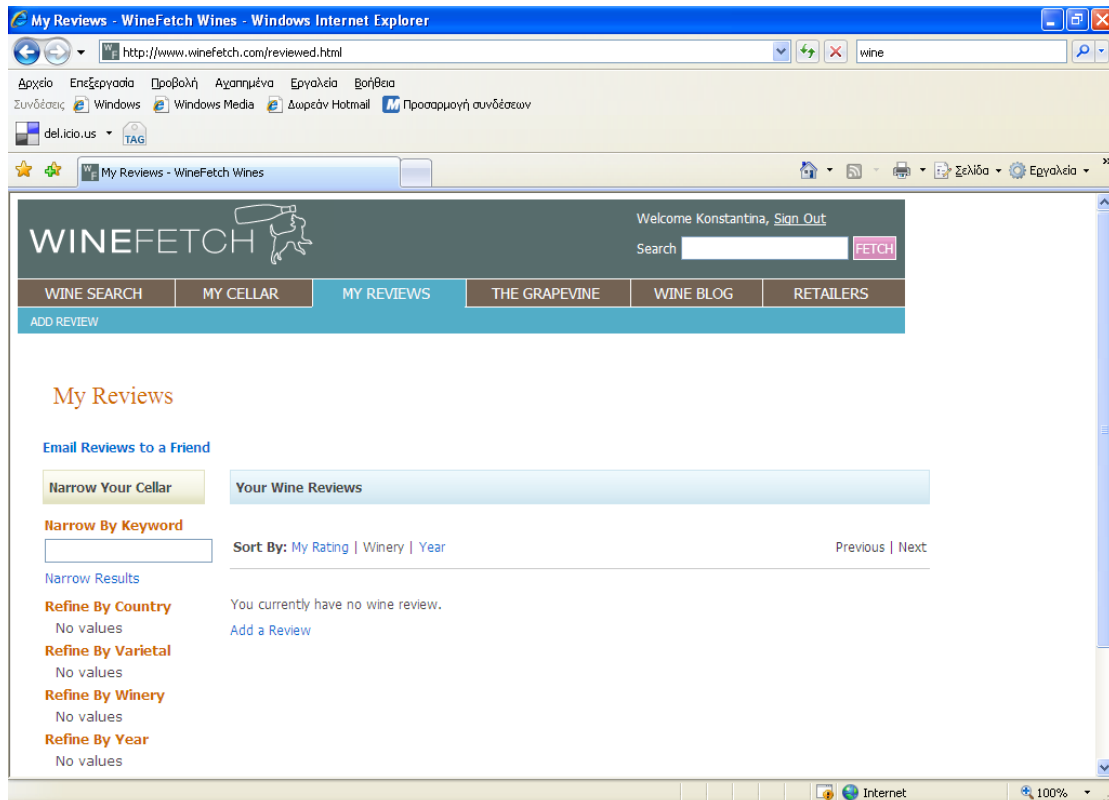 My Reviews - WineFetch Wines - Windows Internet Explorer
WF http://www.winefetch.com/reviewed.html wine
Αρχείο Επεξεργασία Προβολή Αγαπημένα Εργαλεία Βοήθεια
Συνδέσεις Windows Windows Media Δωρεάν Hotmail Προσαρμογή συνδέσεων
del.icio.us TAG
WF My Reviews - WineFetch Wines Σελίδα Εργαλεία »
WINEFETCH
Welcome Konstantina, Sign Out
Search FETCH
WINE SEARCH MY CELLAR MY REVIEWS THE GRAPEVINE WINE BLOG RETAILERS
ADD REVIEW
My Reviews
Email Reviews to a Friend
Narrow Your Cellar
Narrow By Keyword
Narrow Results
Refine By Country
No values
Refine By Varietal
No values
Refine By Winery
No values
Refine By Year
No values
Your Wine Reviews
Sort By: My Rating | Winery | Year Previous | Next
You currently have no wine review.
Add a Review
Internet 100%